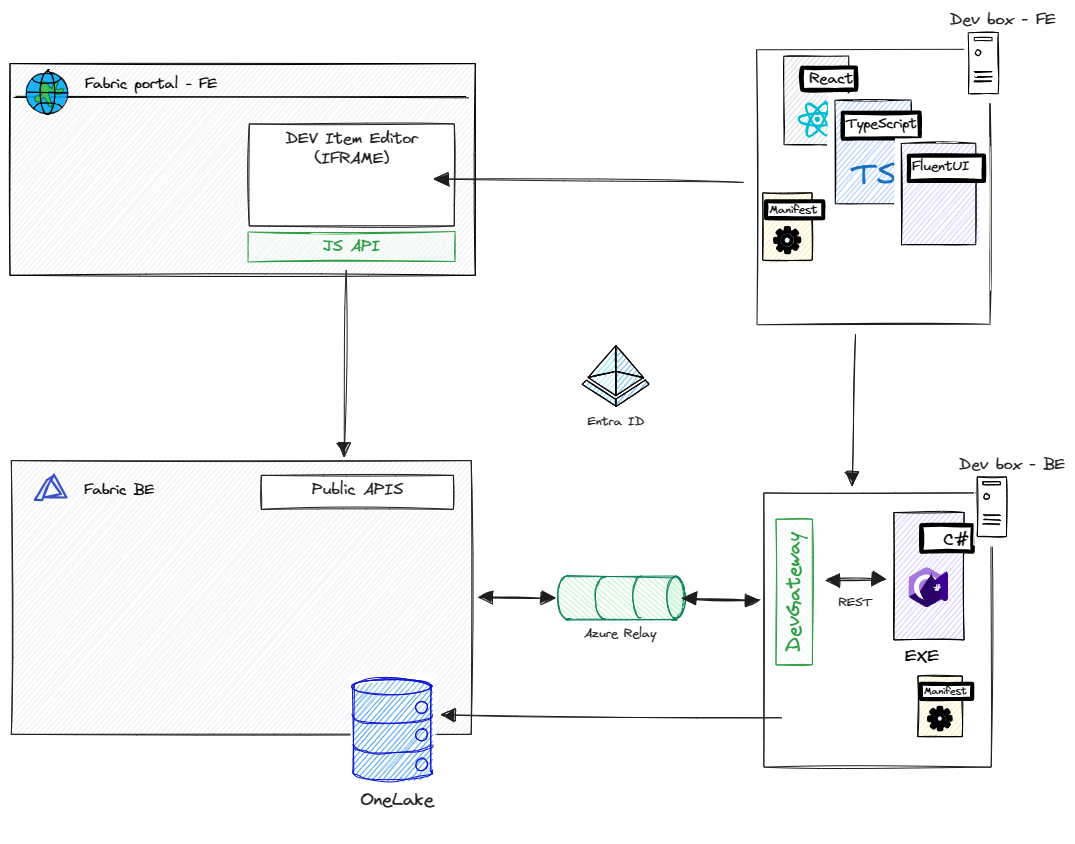 Dev box - FE
Fabric portal - FE
React
DEV Item Editor
(IFRAME)
TypeScript
FluentUI
TS
Manifest
JS API
Entra ID
Dev box - BE
Fabric BE
Public APIS
C#
DevGateway
#
REST
Azure Relay
EXE
Manifest
OneLake